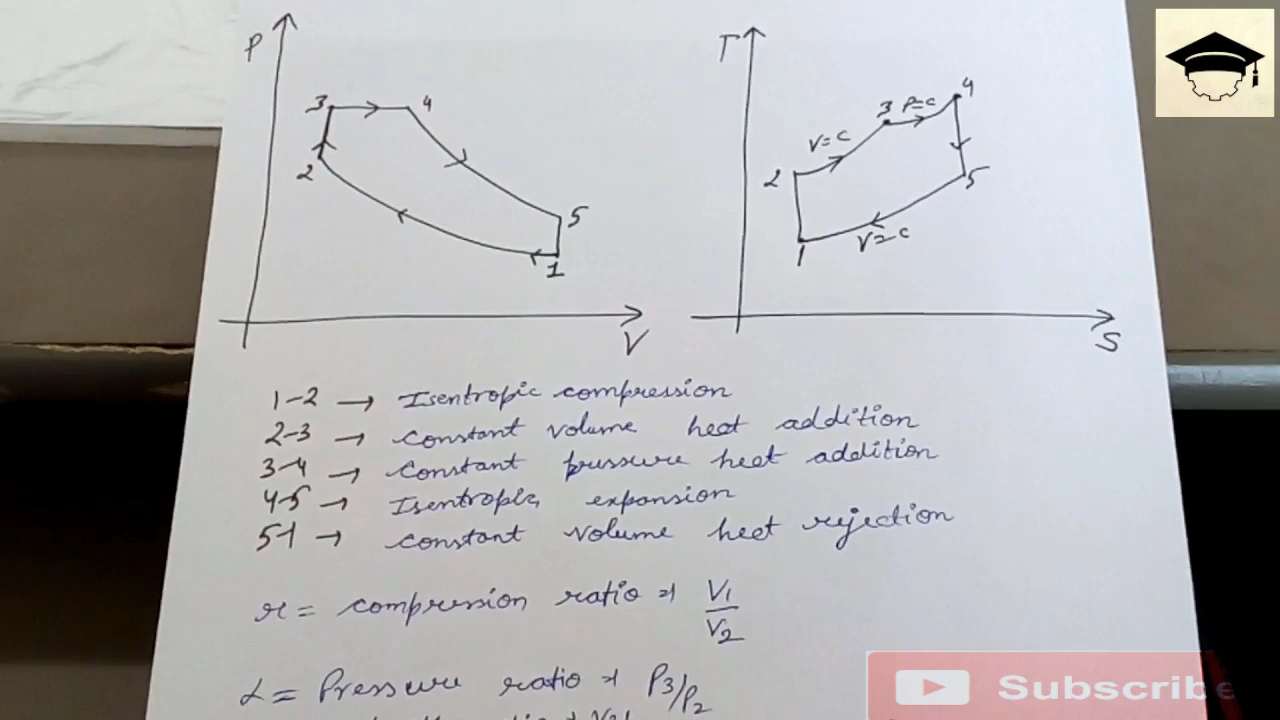 P
3
4
2
5
1
V
T
4
3
P=c
V=c
2
5
V=c
1
S
1-2 → Isentropic compression
2-3 → constant volume heat addition
3-4 → constant pressure heat addition
4-5 → Isentropic expansion
5-1 → constant volume heat rejection
r = compression ratio → V1/V2
α = Pressure ratio → P3/P2
Subscribe